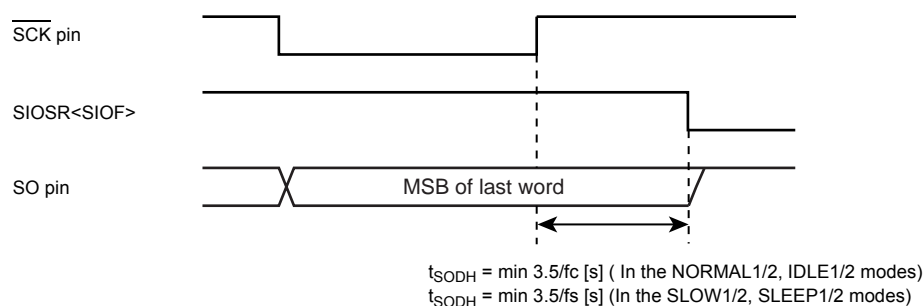 SCK pin
SIOSR<SIOF>
SO pin
MSB of last word
tSODH = min 3.5/fc [s] ( In the NORMAL1/2, IDLE1/2 modes)
tSODH = min 3.5/fs [s] (In the SLOW1/2, SLEEP1/2 modes)